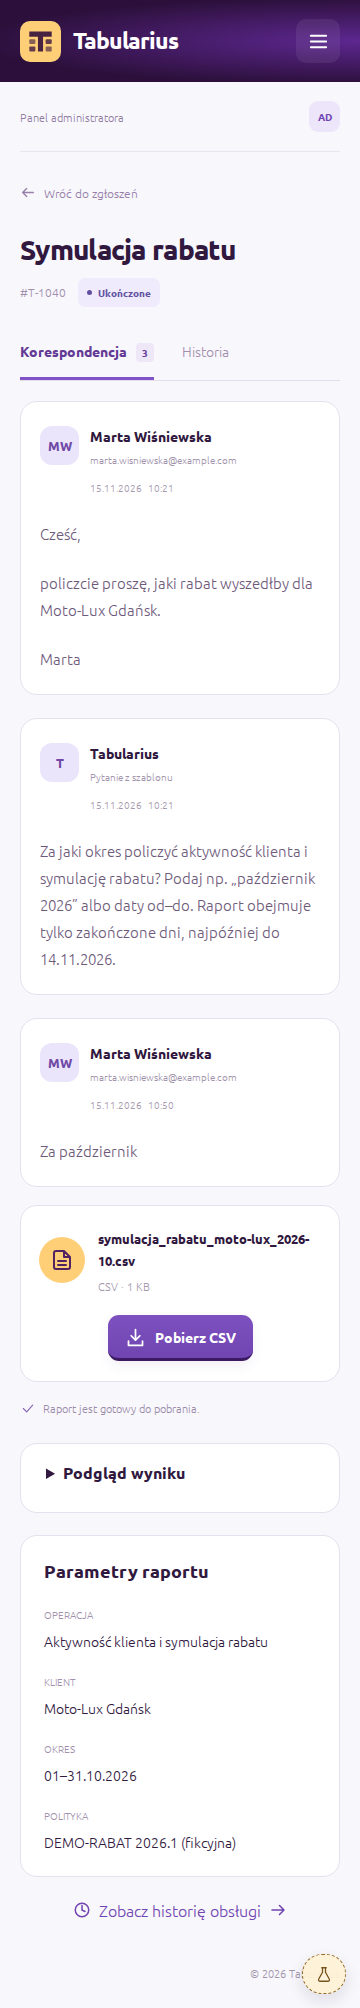 Tabularius
Panel administratora
AD
Wróć do zgłoszeń
Symulacja rabatu
#T-1040
Ukończone
Korespondencja 3
Historia
MW
Marta Wiśniewska
marta.wisniewska@example.com
15.11.2026 10:21
Cześć,
policzcie proszę, jaki rabat wyszedłby dla
Moto-Lux Gdańsk.
Marta
T
Tabularius
Pytanie z szablonu
15.11.2026 10:21
Za jaki okres policzyć aktywność klienta i
symulację rabatu? Podaj np. „październik
2026” albo daty od–do. Raport obejmuje
tylko zakończone dni, najpóźniej do
14.11.2026.
MW
Marta Wiśniewska
marta.wisniewska@example.com
15.11.2026 10:50
Za październik
symulacja_rabatu_moto-lux_2026-
10.csv
CSV · 1 KB
Pobierz CSV
Raport jest gotowy do pobrania.
Podgląd wyniku
Parametry raportu
OPERACJA
Aktywność klienta i symulacja rabatu
KLIENT
Moto-Lux Gdańsk
OKRES
01–31.10.2026
POLITYKA
DEMO-RABAT 2026.1 (fikcyjna)
Zobacz historię obsługi
© 2026